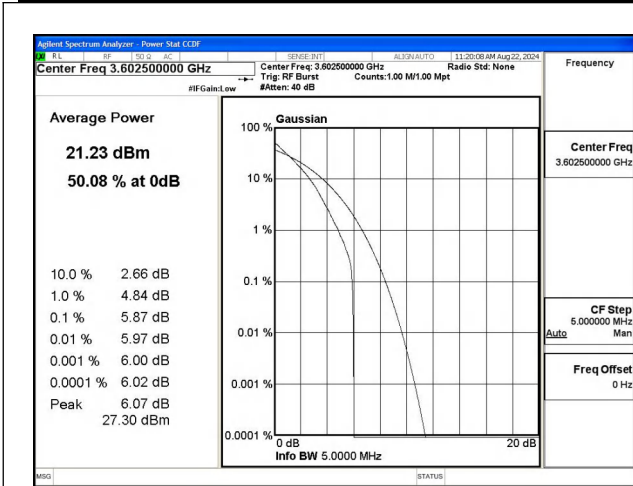 Agilent Spectrum Analyzer - Power Stat CCDF
RL RF 50 Ω AC SENSE:INT ALIGN AUTO 11:20:08 AM Aug 22, 2024
Center Freq 3.602500000 GHz
Center Freq: 3.602500000 GHz Radio Std: None
Trig: RF Burst Counts:1.00 M/1.00 Mpt
#IFGain:Low #Atten: 40 dB
Frequency
Average Power
21.23 dBm
50.08 % at 0dB
10.0 % 2.66 dB
1.0 % 4.84 dB
0.1 % 5.87 dB
0.01 % 5.97 dB
0.001 % 6.00 dB
0.0001 % 6.02 dB
Peak 6.07 dB
27.30 dBm
Gaussian
100 %
10 %
1 %
0.1 %
0.01 %
0.001 %
0.0001 %
0 dB 20 dB
Info BW 5.0000 MHz
Center Freq
3.602500000 GHz
CF Step
5.000000 MHz
Auto Man
Freq Offset
0 Hz
MSG STATUS